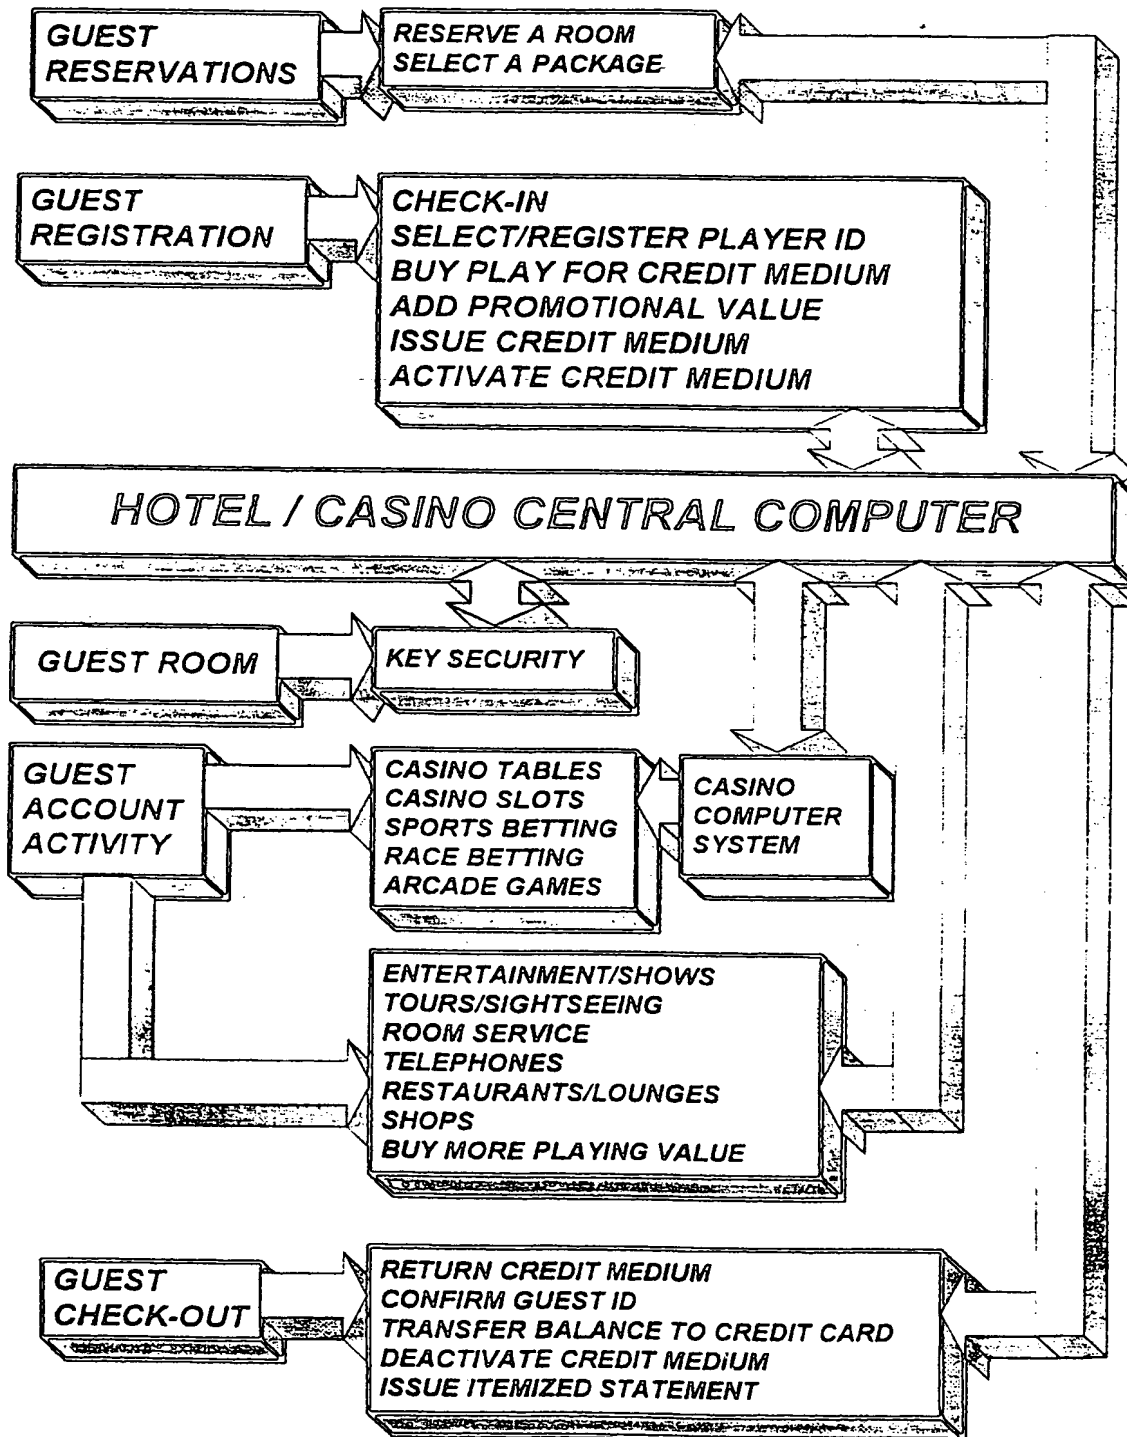 GUEST
RESERVATIONS
RESERVE A ROOM
SELECT A PACKAGE
GUEST
REGISTRATION
CHECK-IN
SELECT/REGISTER PLAYER ID
BUY PLAY FOR CREDIT MEDIUM
ADD PROMOTIONAL VALUE
ISSUE CREDIT MEDIUM
ACTIVATE CREDIT MEDIUM
HOTEL / CASINO CENTRAL COMPUTER
GUEST ROOM
KEY SECURITY
GUEST
ACCOUNT
ACTIVITY
CASINO TABLES
CASINO SLOTS
SPORTS BETTING
RACE BETTING
ARCADE GAMES
CASINO
COMPUTER
SYSTEM
ENTERTAINMENT/SHOWS
TOURS/SIGHTSEEING
ROOM SERVICE
TELEPHONES
RESTAURANTS/LOUNGES
SHOPS
BUY MORE PLAYING VALUE
GUEST
CHECK-OUT
RETURN CREDIT MEDIUM
CONFIRM GUEST ID
TRANSFER BALANCE TO CREDIT CARD
DEACTIVATE CREDIT MEDIUM
ISSUE ITEMIZED STATEMENT